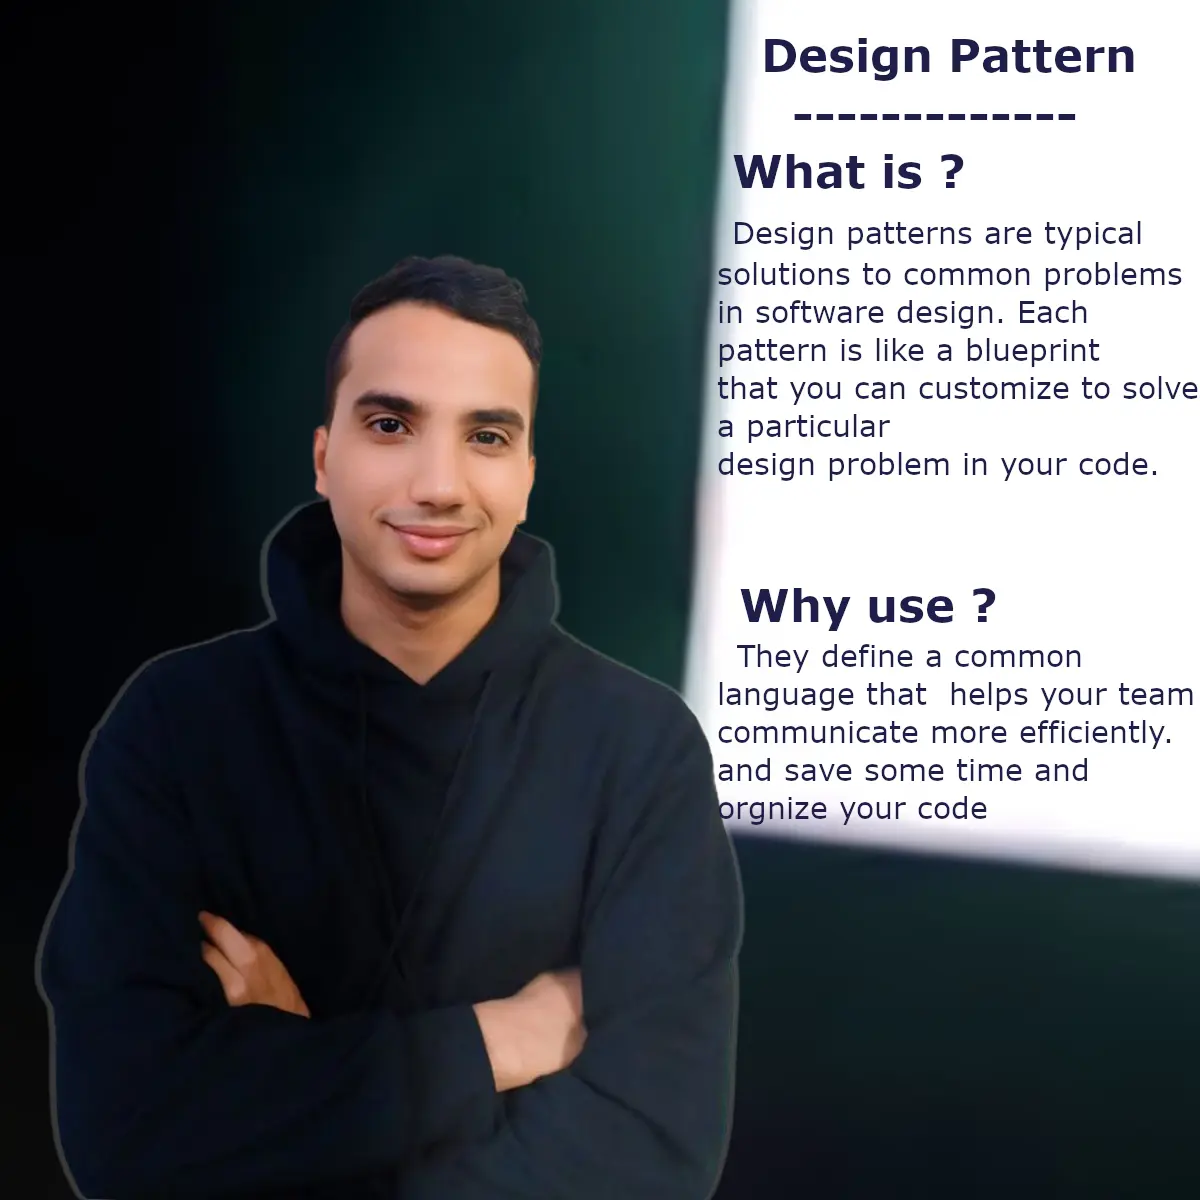 Design Pattern
-------------
What is ?
Design patterns are typical
solutions to common problems
in software design. Each
pattern is like a blueprint
that you can customize to solve
a particular
design problem in your code.
Why use ?
They define a common
language that  helps your team
communicate more efficiently.
and save some time and
orgnize your code